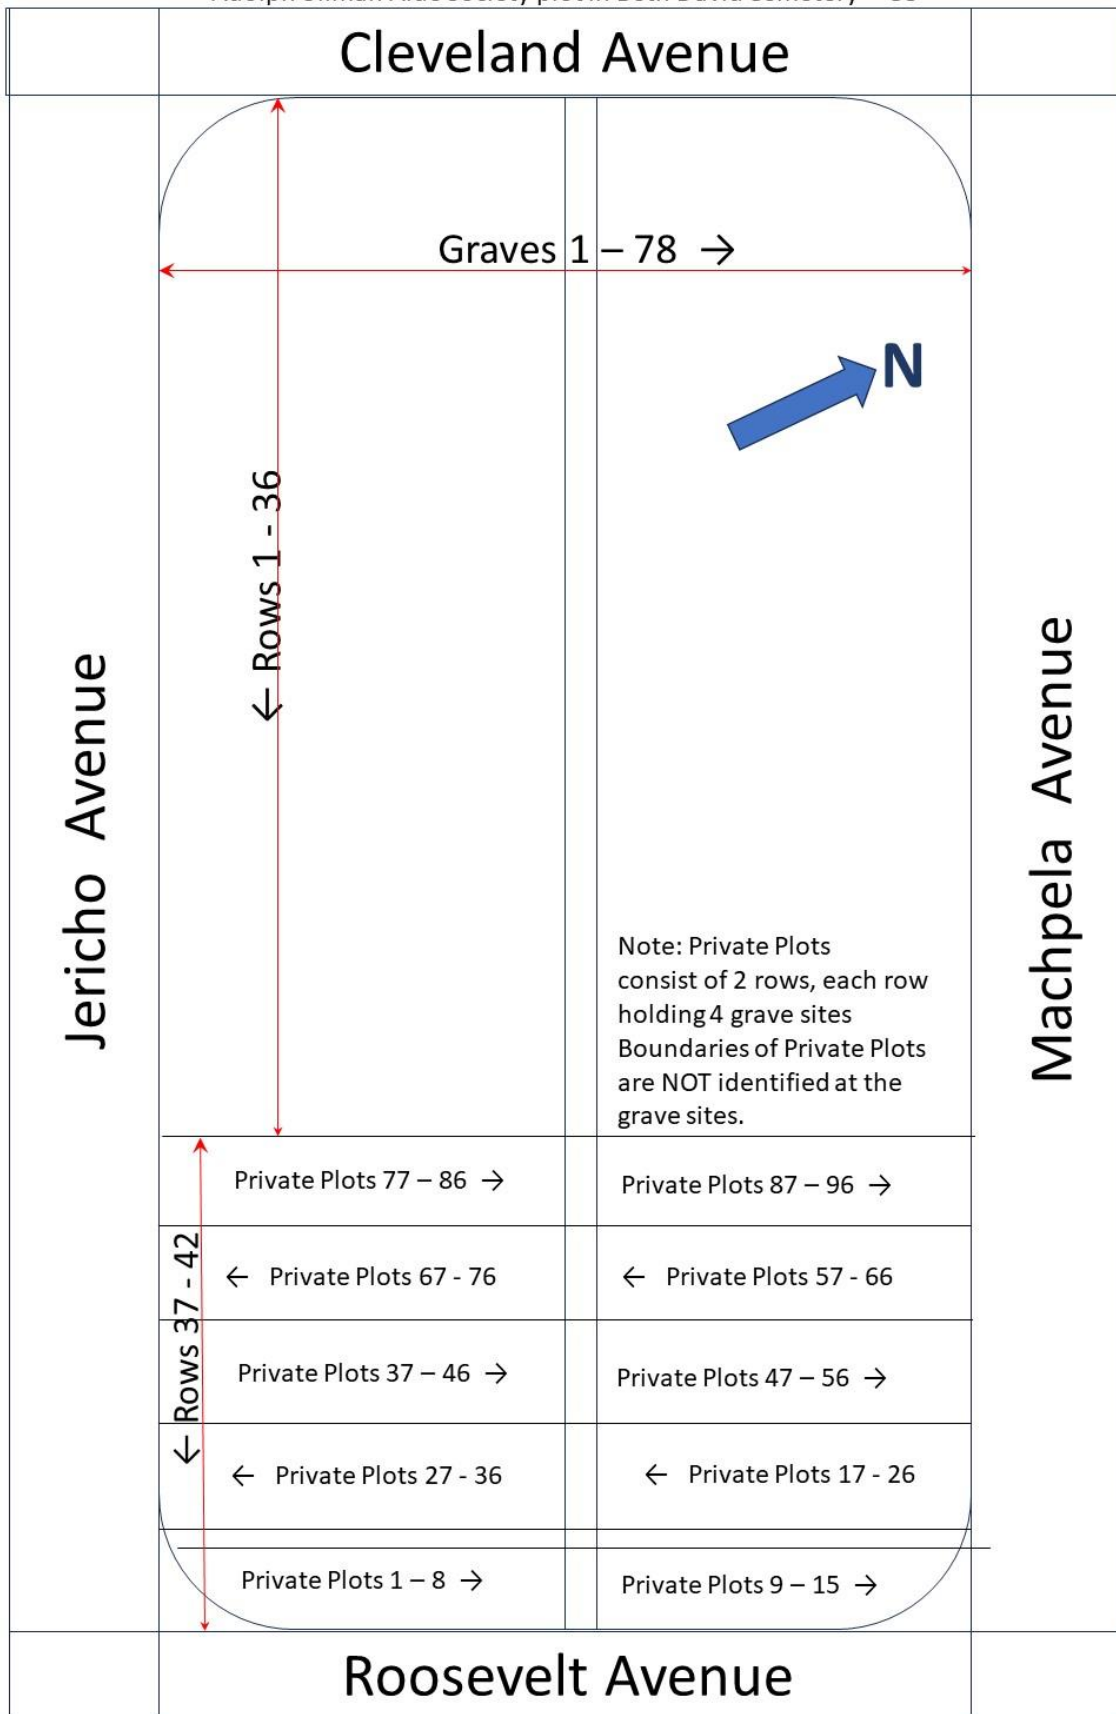 Cleveland Avenue
Graves 1 – 78 →
N
← Rows 1 - 36
Jericho Avenue
Machpela Avenue
Note: Private Plots
consist of 2 rows, each row
holding 4 grave sites
Boundaries of Private Plots
are NOT identified at the
grave sites.
Private Plots 77 – 86 →
Private Plots 87 – 96 →
← Rows 37 - 42
← Private Plots 67 - 76
← Private Plots 57 - 66
Private Plots 37 – 46 →
Private Plots 47 – 56 →
← Private Plots 27 - 36
← Private Plots 17 - 26
Private Plots 1 – 8 →
Private Plots 9 – 15 →
Roosevelt Avenue